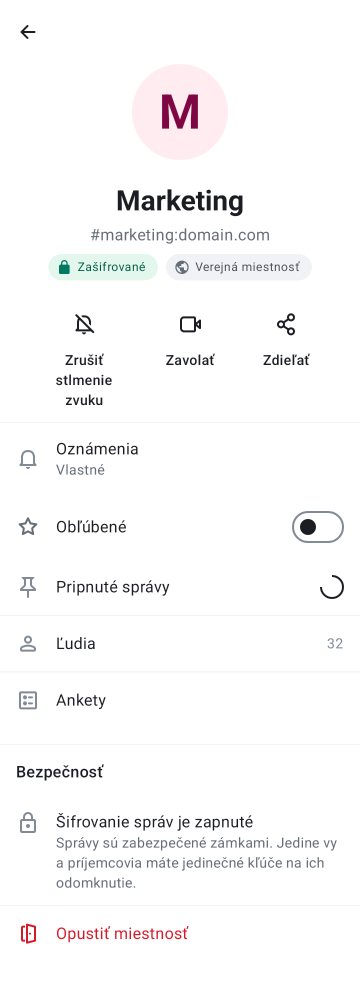 M
Marketing
#marketing:domain.com
Zašifrované
Verejná miestnosť
Zrušiť
stlmenie
zvuku
Zavolať
Zdieľať
Oznámenia
Vlastné
Obľúbené
Pripnuté správy
Ľudia
32
Ankety
Bezpečnosť
Šifrovanie správ je zapnuté
Správy sú zabezpečené zámkami. Jedine vy
a príjemcovia máte jedinečné kľúče na ich
odomknutie.
Opustiť miestnosť